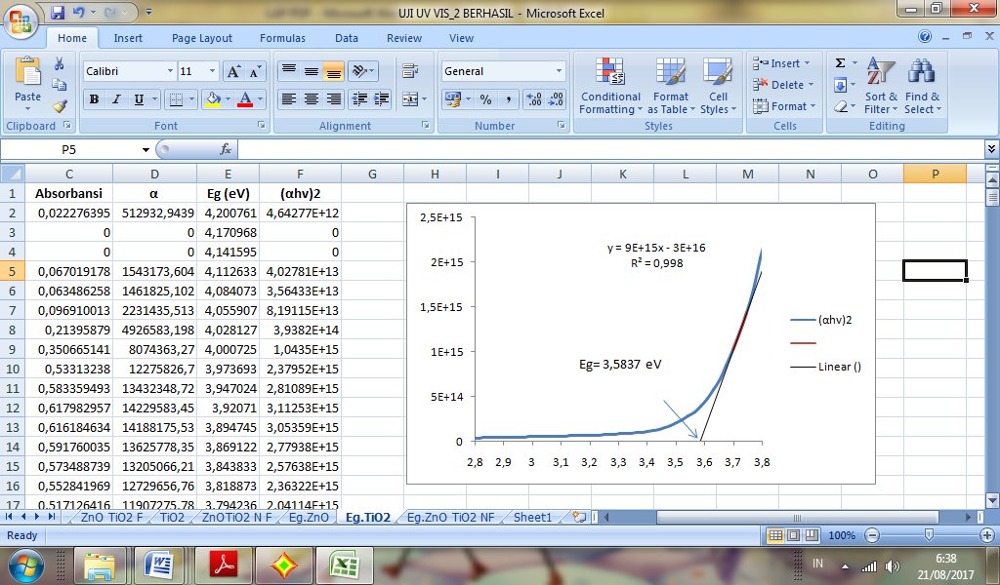 UJI UV VIS_2 BERHASIL - Microsoft Excel
Home Insert Page Layout Formulas Data Review View
Paste
Calibri 11
B I U
General
% ,
Conditional Formatting
Format as Table
Cell Styles
Insert
Delete
Format
Σ
Sort & Filter
Find & Select
Clipboard Font Alignment Number Styles Cells Editing
P5 fx
C D E F G H I J K L M N O P
1 Absorbansi α Eg (eV) (αhv)2
2 0,022276395 512932,9439 4,200761 4,64277E+12
3 0 0 4,170968 0
4 0 0 4,141595 0
5 0,067019178 1543173,604 4,112633 4,02781E+13
6 0,063486258 1461825,102 4,084073 3,56433E+13
7 0,096910013 2231435,513 4,055907 8,19115E+13
8 0,21395879 4926583,198 4,028127 3,9382E+14
9 0,350665141 8074364,27 4,000725 1,0435E+15
10 0,53313238 12275826,7 3,973693 2,37952E+15
11 0,583359493 13432348,72 3,947024 2,81089E+15
12 0,617982957 14229583,45 3,92071 3,11253E+15
13 0,616184634 14188175,53 3,894745 3,05359E+15
14 0,591760035 13625778,35 3,869122 2,77938E+15
15 0,573488739 13205066,21 3,843833 2,57638E+15
16 0,552841969 12729656,76 3,818873 2,36322E+15
17 0,517126416 11907275,78 3,794236 2,04114E+15
2,5E+15
2E+15
1,5E+15
1E+15
5E+14
0
2,8 2,9 3 3,1 3,2 3,3 3,4 3,5 3,6 3,7 3,8
y = 9E+15x - 3E+16
R² = 0,998
Eg= 3,5837 eV
(αhv)2
Linear ()
ZnO TiO2 F TiO2 ZnOTiO2 N F Eg.ZnO Eg.TiO2 Eg.ZnO TiO2 NF Sheet1
Ready 100%
IN 6:38
21/08/2017